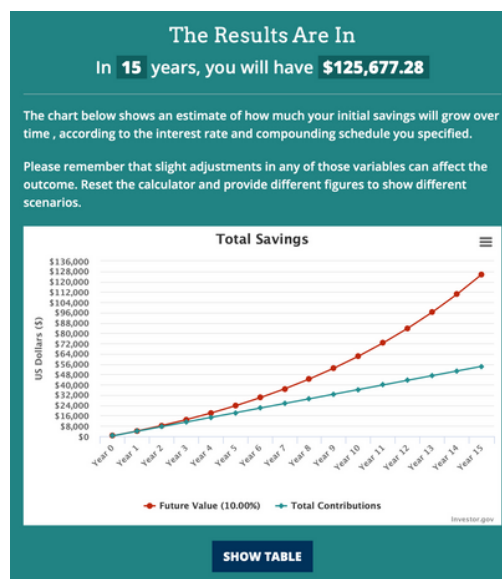 The Results Are In
In 15 years, you will have $125,677.28
The chart below shows an estimate of how much your initial savings will grow over
time , according to the interest rate and compounding schedule you specified.
Please remember that slight adjustments in any of those variables can affect the
outcome. Reset the calculator and provide different figures to show different
scenarios.
Total Savings
US Dollars ($)
$136,000
$128,000
$120,000
$112,000
$104,000
$96,000
$88,000
$80,000
$72,000
$64,000
$56,000
$48,000
$40,000
$32,000
$24,000
$16,000
$8,000
$0
Year 0 Year 1 Year 2 Year 3 Year 4 Year 5 Year 6 Year 7 Year 8 Year 9 Year 10 Year 11 Year 12 Year 13 Year 14 Year 15
Future Value (10.00%) Total Contributions
Investor.gov
SHOW TABLE